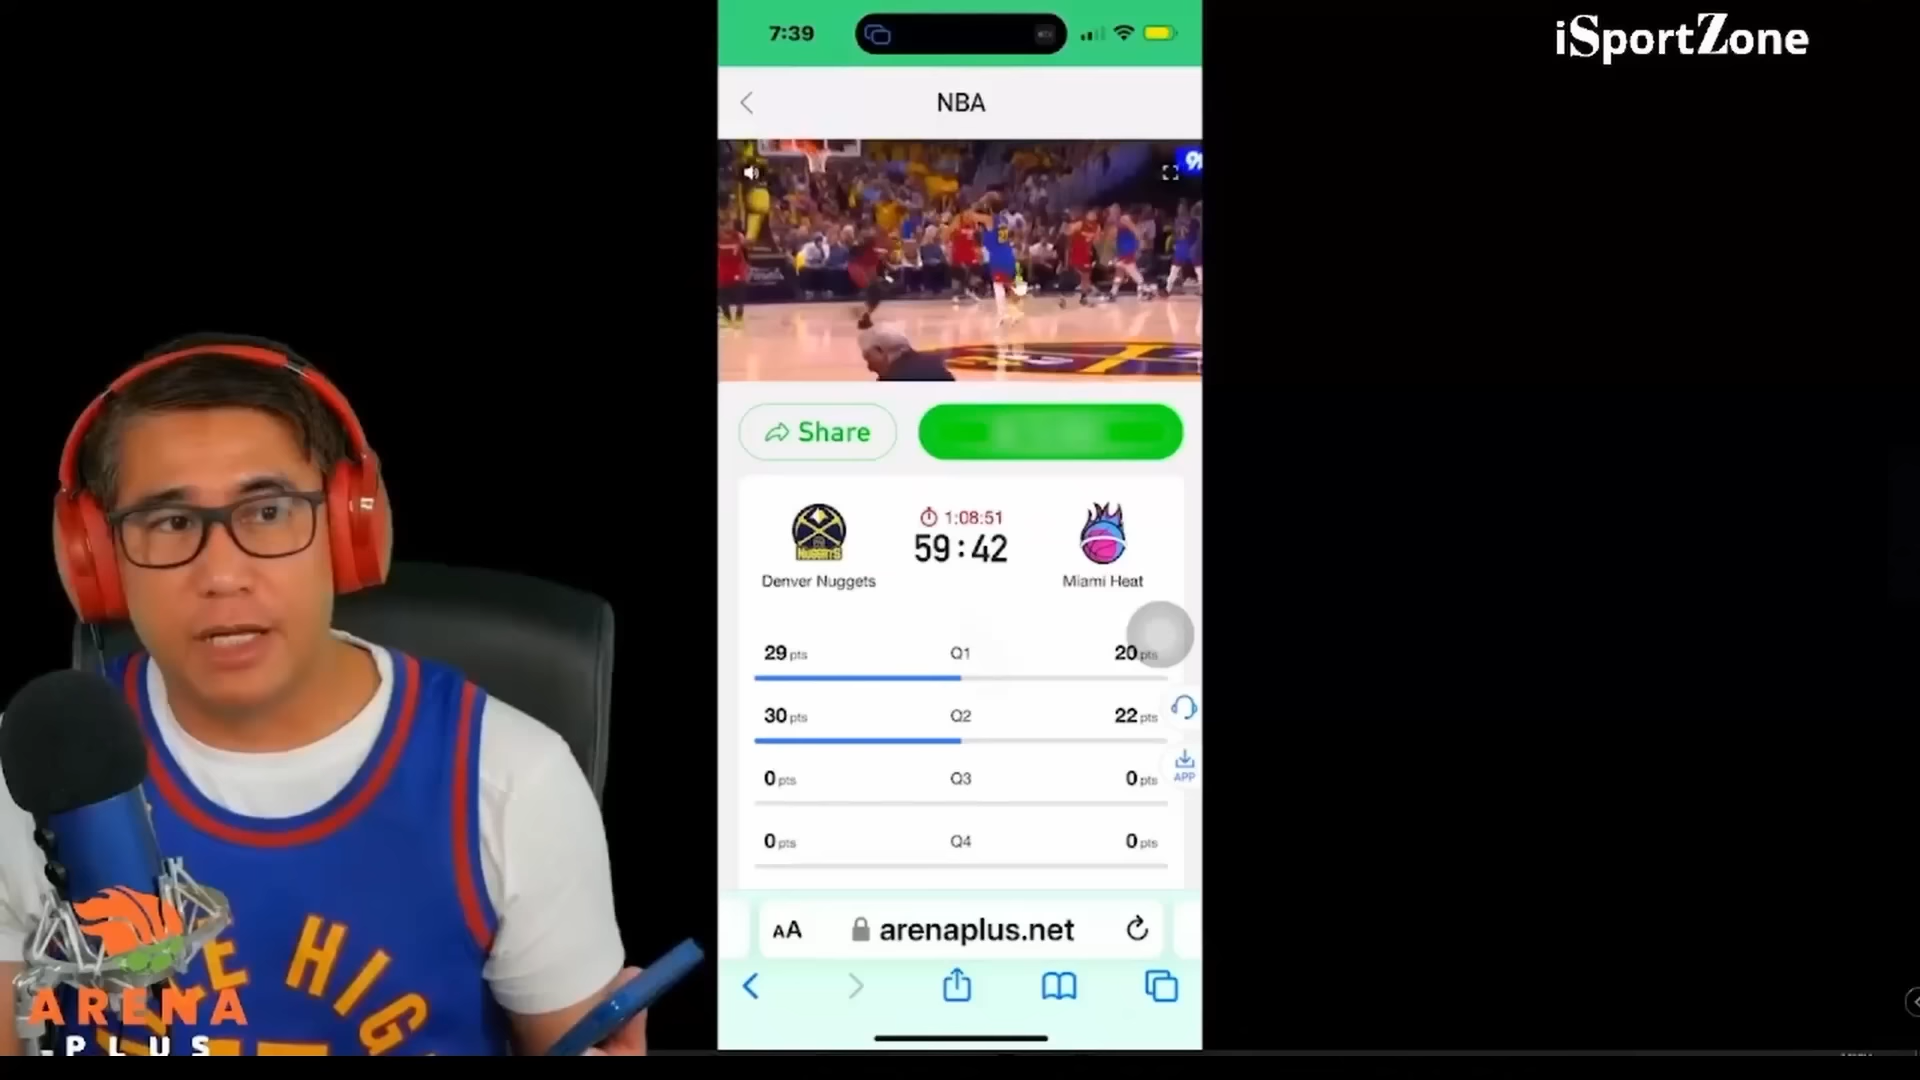 iSportZone
7:39
NBA
Share
1:08:51
59:42
NUGGETS
Denver Nuggets
Miami Heat
29 pts Q1 20 pts
30 pts Q2 22 pts
0 pts Q3 0 pts
APP
0 pts Q4 0 pts
AA arenaplus.net
E HIG
ARENA
PLUS